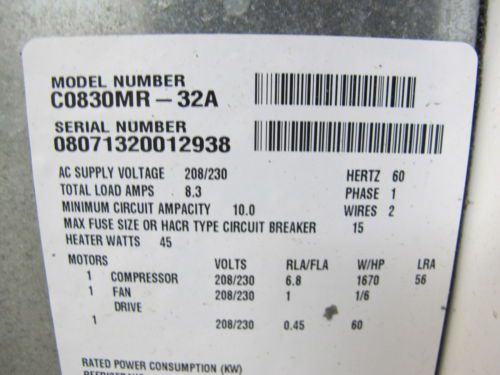 MODEL NUMBER
C0830MR - 32A
SERIAL NUMBER
08071320012938
AC SUPPLY VOLTAGE 208/230 HERTZ 60
TOTAL LOAD AMPS 8.3 PHASE 1
MINIMUM CIRCUIT AMPACITY 10.0 WIRES 2
MAX FUSE SIZE OR HACR TYPE CIRCUIT BREAKER 15
HEATER WATTS 45
MOTORS VOLTS RLA/FLA W/HP LRA
1 COMPRESSOR 208/230 6.8 1670 56
1 FAN 208/230 1 1/6
DRIVE
1 208/230 0.45 60
RATED POWER CONSUMPTION (KW)